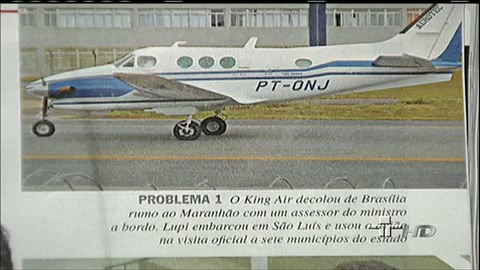 PT-ONJ
PROBLEMA 1 O King Air decolou de Brasília
rumo ao Maranhão com um assessor do ministro
a bordo. Lupi embarcou em São Luís e usou o
na visita oficial a sete municípios do estado
HD